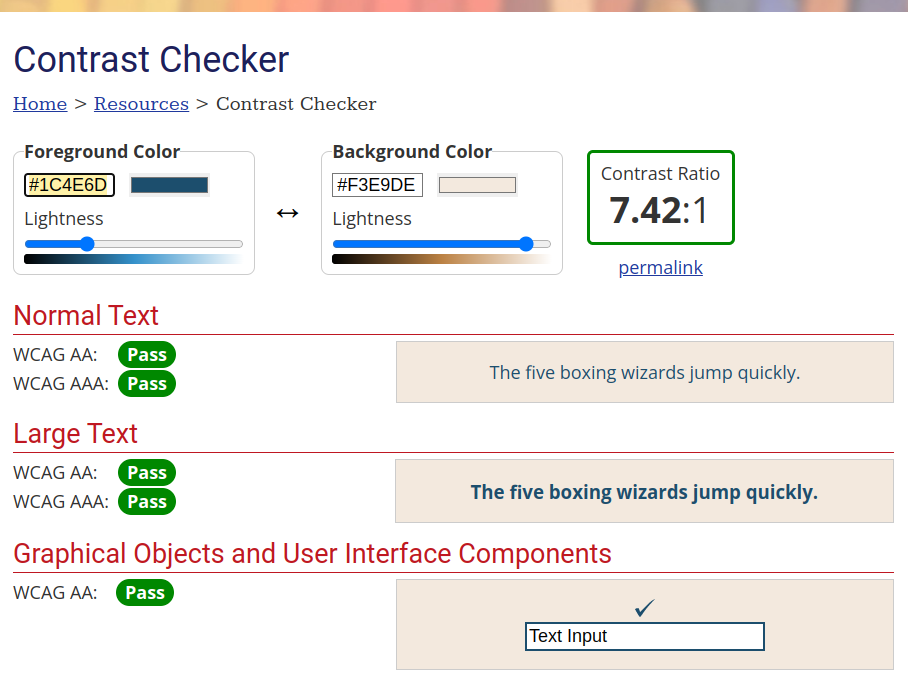 Contrast Checker
Home > Resources > Contrast Checker
Foreground Color
#1C4E6D
Lightness
↔
Background Color
#F3E9DE
Lightness
Contrast Ratio
7.42:1
permalink
Normal Text
WCAG AA: Pass
WCAG AAA: Pass
The five boxing wizards jump quickly.
Large Text
WCAG AA: Pass
WCAG AAA: Pass
The five boxing wizards jump quickly.
Graphical Objects and User Interface Components
WCAG AA: Pass
✓
Text Input